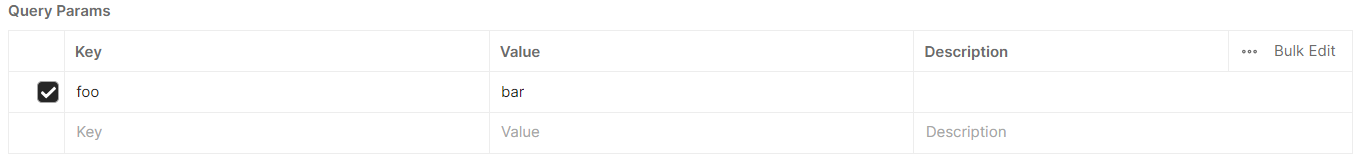 Query Params
Key Value Description ••• Bulk Edit
foo bar
Key Value Description